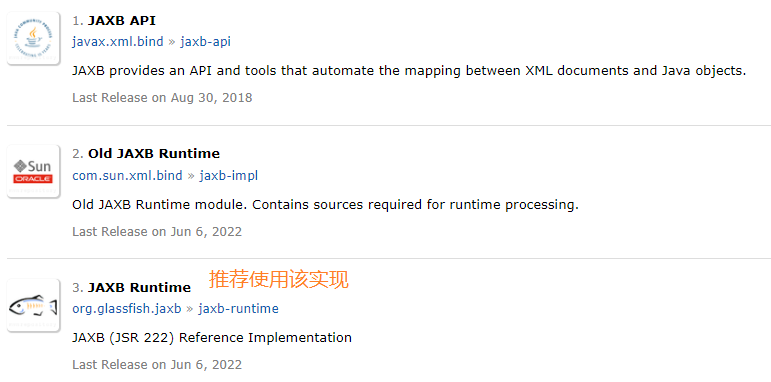 1. JAXB API
javax.xml.bind » jaxb-api
JAXB provides an API and tools that automate the mapping between XML documents and Java objects.
Last Release on Aug 30, 2018
2. Old JAXB Runtime
Sun
ORACLE
com.sun.xml.bind » jaxb-impl
Old JAXB Runtime module. Contains sources required for runtime processing.
Last Release on Jun 6, 2022
3. JAXB Runtime 推荐使用该实现
org.glassfish.jaxb » jaxb-runtime
JAXB (JSR 222) Reference Implementation
Last Release on Jun 6, 2022